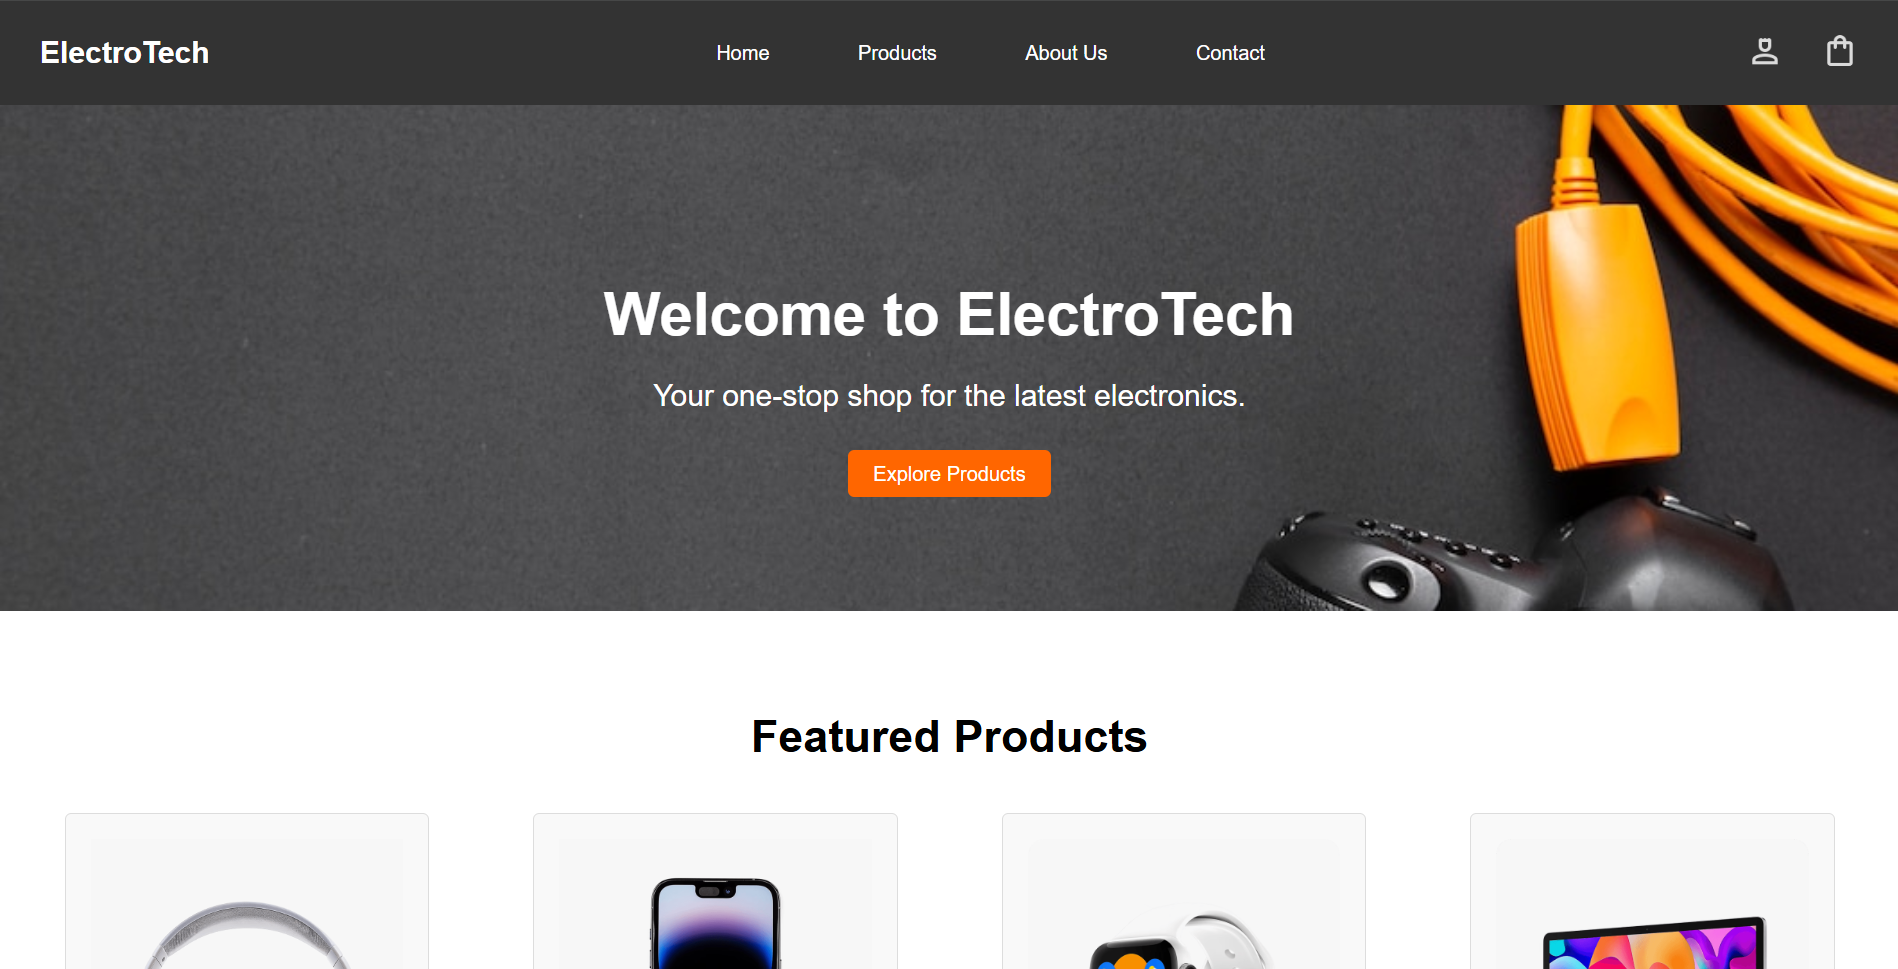 ElectroTech
Home
Products
About Us
Contact
Welcome to ElectroTech
Your one-stop shop for the latest electronics.
Explore Products
Featured Products